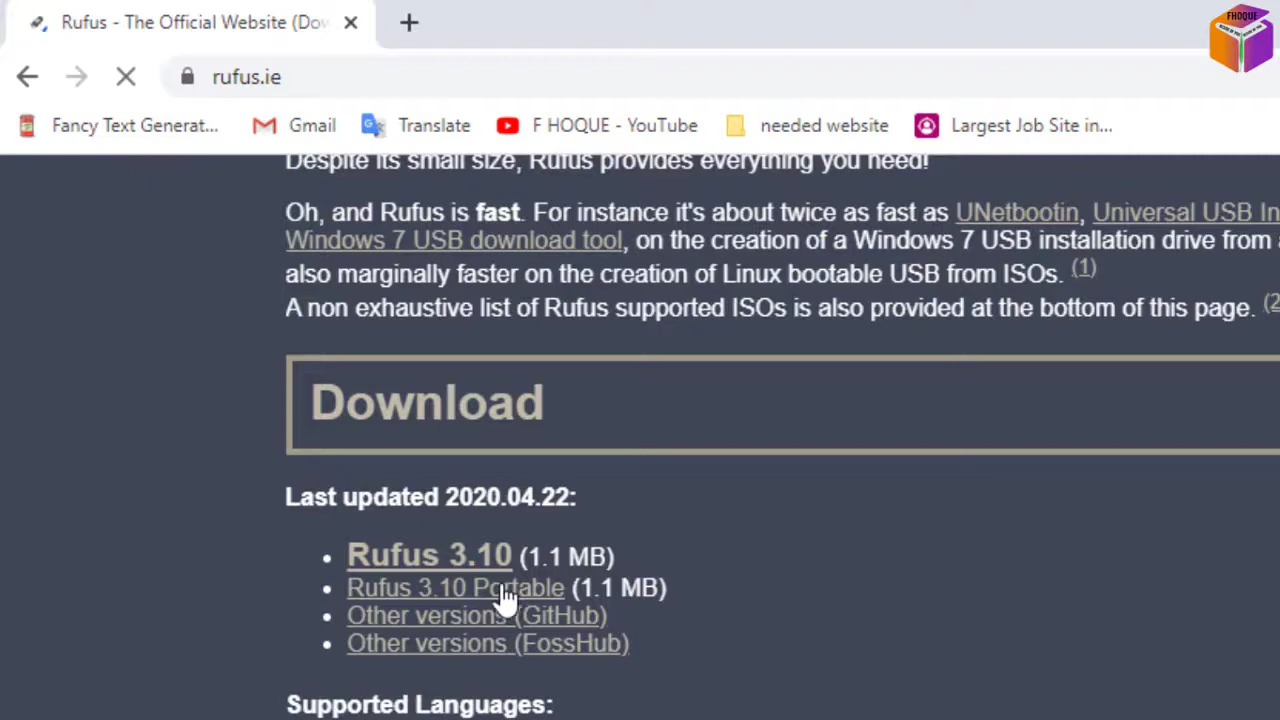 Rufus - The Official Website (Dow
FHOQUE
rufus.ie
Fancy Text Generat...
Gmail
Translate
F HOQUE - YouTube
needed website
Largest Job Site in...
Despite its small size, Rufus provides everything you need!
Oh, and Rufus is fast. For instance it's about twice as fast as UNetbootin, Universal USB In
Windows 7 USB download tool, on the creation of a Windows 7 USB installation drive from a
also marginally faster on the creation of Linux bootable USB from ISOs. (1)
A non exhaustive list of Rufus supported ISOs is also provided at the bottom of this page. (2
Download
Last updated 2020.04.22:
• Rufus 3.10 (1.1 MB)
• Rufus 3.10 Portable (1.1 MB)
• Other versions (GitHub)
• Other versions (FossHub)
Supported Languages: